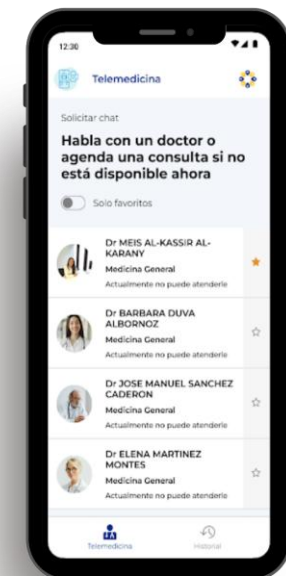 12:30
Telemedicina
Solicitar chat
Habla con un doctor o
agenda una consulta si no
está disponible ahora
Solo favoritos
Dr MEIS AL-KASSIR AL-
KARANY
Medicina General
Actualmente no puede atenderle
Dr BARBARA DUVA
ALBORNOZ
Medicina General
Actualmente no puede atenderle
Dr JOSE MANUEL SANCHEZ
CADERON
Medicina General
Actualmente no puede atenderle
Dr ELENA MARTINEZ
MONTES
Medicina General
Actualmente no puede atenderle
Telemedicina
Historial